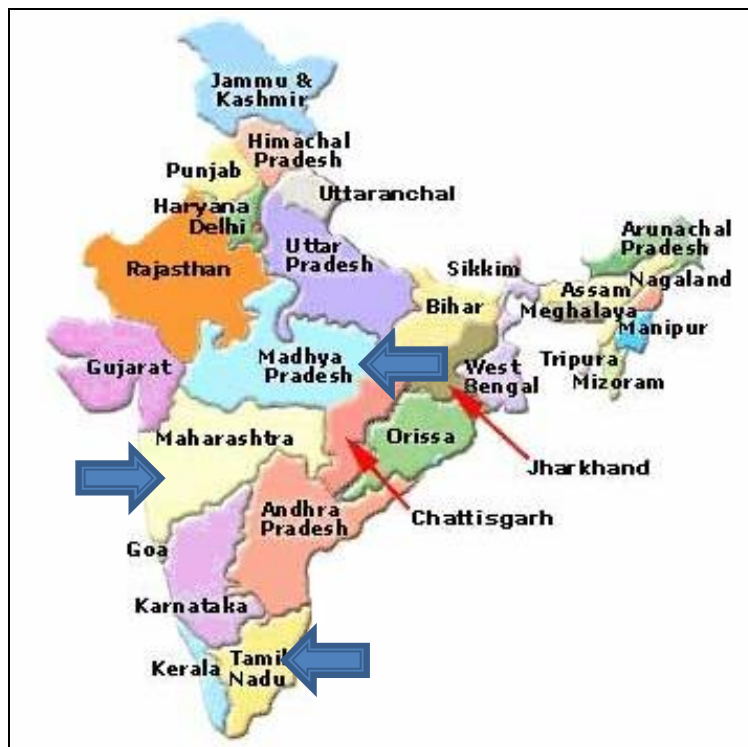 Jammu &
Kashmir
Himachal
Pradesh
Punjab
Uttaranchal
Haryana
Delhi
Arunachal
Pradesh
Uttar
Pradesh
Rajasthan
Sikkim
Nagaland
Assam
Bihar
Meghalaya
Manipur
Madhya
Pradesh
Gujarat
West
Bengal
Tripura
Mizoram
Maharashtra
Orissa
Jharkhand
Andhra
Pradesh
Chattisgarh
Goa
Karnataka
Kerala
Tamil
Nadu